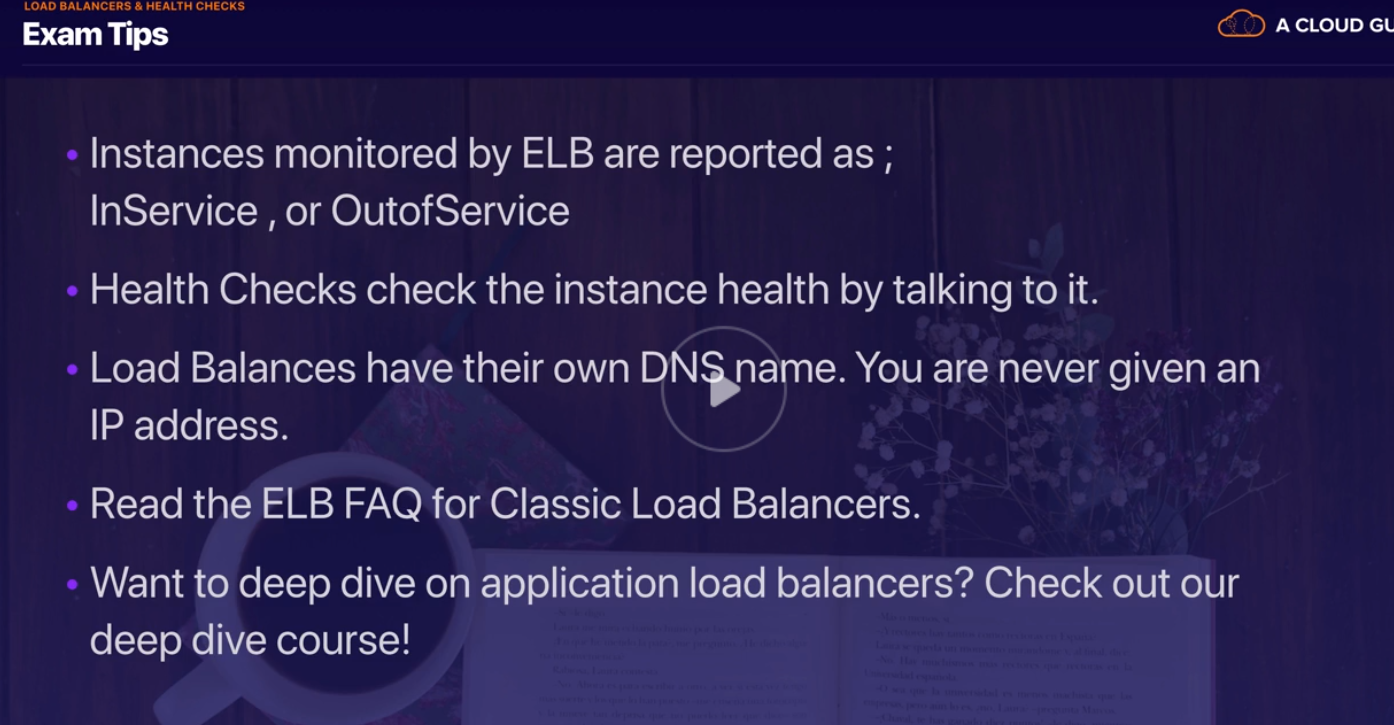 LOAD BALANCERS & HEALTH CHECKS
Exam Tips
A CLOUD GU
• Instances monitored by ELB are reported as ;
InService , or OutofService
• Health Checks check the instance health by talking to it.
• Load Balances have their own DNS name. You are never given an
IP address.
• Read the ELB FAQ for Classic Load Balancers.
• Want to deep dive on application load balancers? Check out our
deep dive course!